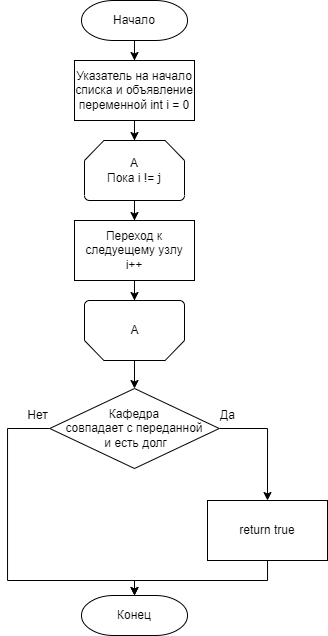 Начало
Указатель на начало
списка и объявление
переменной int i = 0
А
Пока i != j
Переход к
следуещему узлу
i++
А
Кафедра
совпадает с переданной
и есть долг
Нет
Да
return true
Конец